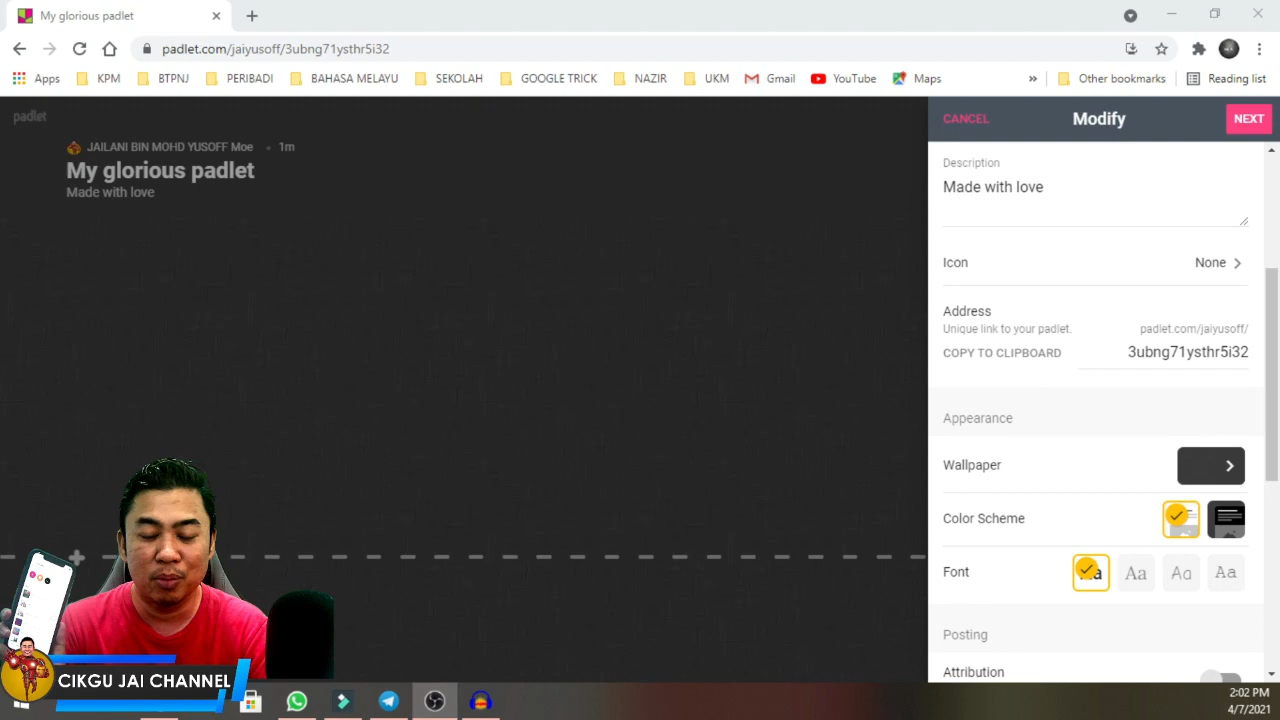 My glorious padlet
padlet.com/jaiyusoff/3ubng71ysthr5i32
Apps KPM BTPNJ PERIBADI BAHASA MELAYU SEKOLAH GOOGLE TRICK NAZIR UKM Gmail YouTube Maps » Other bookmarks Reading list
padlet
JAILANI BIN MOHD YUSOFF Moe • 1m
My glorious padlet
Made with love
CANCEL Modify NEXT
Description
Made with love
Icon None
Address
Unique link to your padlet. padlet.com/jaiyusoff/
COPY TO CLIPBOARD 3ubng71ysthr5i32
Appearance
Wallpaper
Color Scheme
Font Aa Aa Aa
Posting
Attribution
CIKGU JAI CHANNEL
2:02 PM
4/7/2021